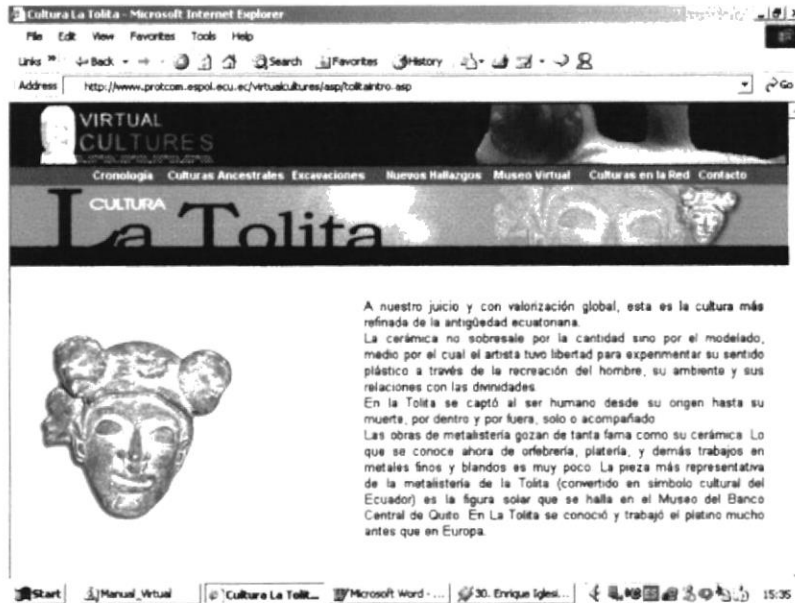 Cultura La Tolita - Microsoft Internet Explorer
File Edit View Favorites Tools Help
Links » Back Search Favorites History
Address http://www.protcom.espol.ecu.ec/virtualcultures/asp/tolitaintro.asp Go
VIRTUAL
CULTURES
Cronología Culturas Ancestrales Excavaciones Nuevos Hallazgos Museo Virtual Culturas en la Red Contacto
CULTURA
La Tolita
A nuestro juicio y con valorización global, esta es la cultura más
refinada de la antigüedad ecuatoriana.
La cerámica no sobresale por la cantidad sino por el modelado,
medio por el cual el artista tuvo libertad para experimentar su sentido
plástico a través de la recreación del hombre, su ambiente y sus
relaciones con las divinidades.
En la Tolita se captó al ser humano desde su origen hasta su
muerte, por dentro y por fuera, solo o acompañado
Las obras de metalistería gozan de tanta fama como su cerámica. Lo
que se conoce ahora de orfebrería, platería, y demás trabajos en
metales finos y blandos es muy poco. La pieza más representativa
de la metalistería de la Tolita (convertido en símbolo cultural del
Ecuador) es la figura solar que se halla en el Museo del Banco
Central de Quito. En La Tolita se conoció y trabajó el platino mucho
antes que en Europa.
Start Manual_Virtual Cultura La Tolit... Microsoft Word - ... 30. Enrique Iglesi... 15:35